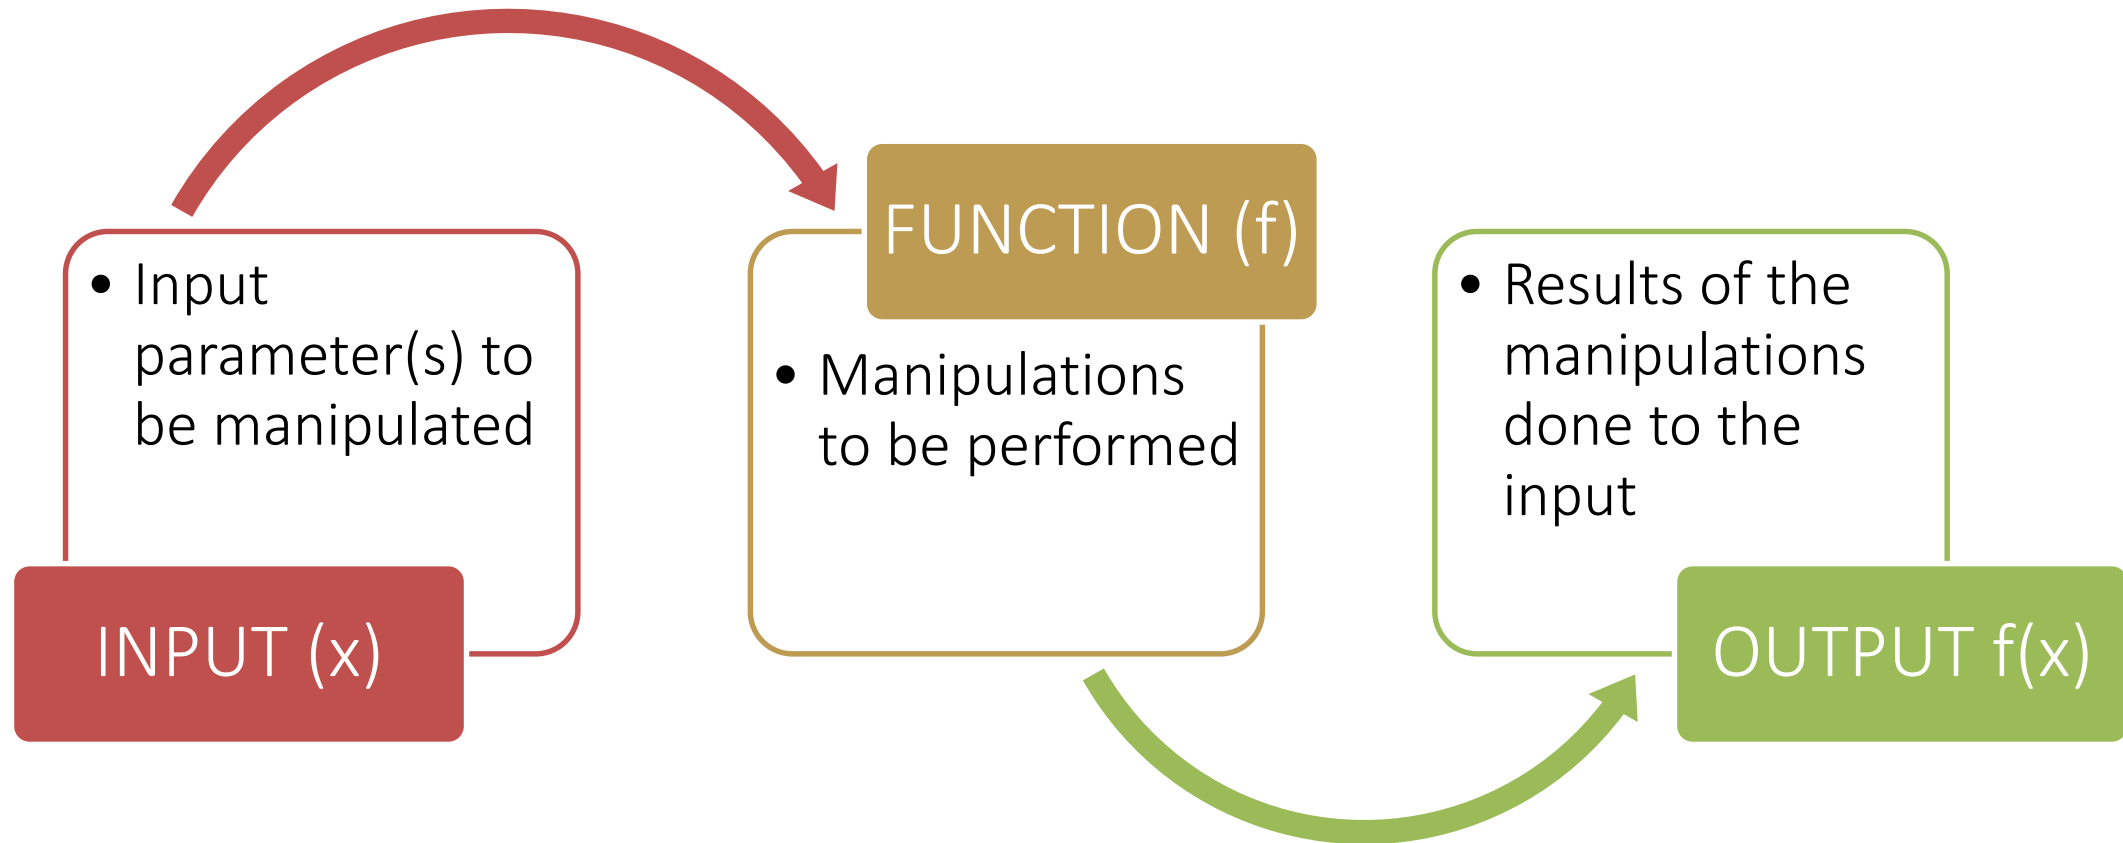 • Input
parameter(s) to
be manipulated
INPUT (x)
FUNCTION (f)
• Manipulations
to be performed
• Results of the
manipulations
done to the
input
OUTPUT f(x)